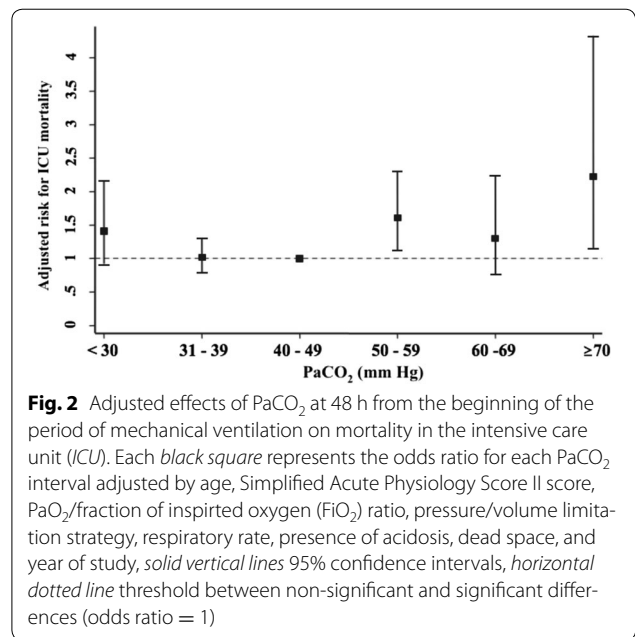 Adjusted risk for ICU mortality
4
3.5
3
2.5
2
1.5
1
.5
0
< 30
31 - 39
40 - 49
50 - 59
60 -69
≥70
PaCO2 (mm Hg)
Fig. 2 Adjusted effects of PaCO2 at 48 h from the beginning of the
period of mechanical ventilation on mortality in the intensive care
unit (ICU). Each black square represents the odds ratio for each PaCO2
interval adjusted by age, Simplified Acute Physiology Score II score,
PaO2/fraction of inspirted oxygen (FiO2) ratio, pressure/volume limita-
tion strategy, respiratory rate, presence of acidosis, dead space, and
year of study, solid vertical lines 95% confidence intervals, horizontal
dotted line threshold between non-significant and significant differ-
ences (odds ratio = 1)